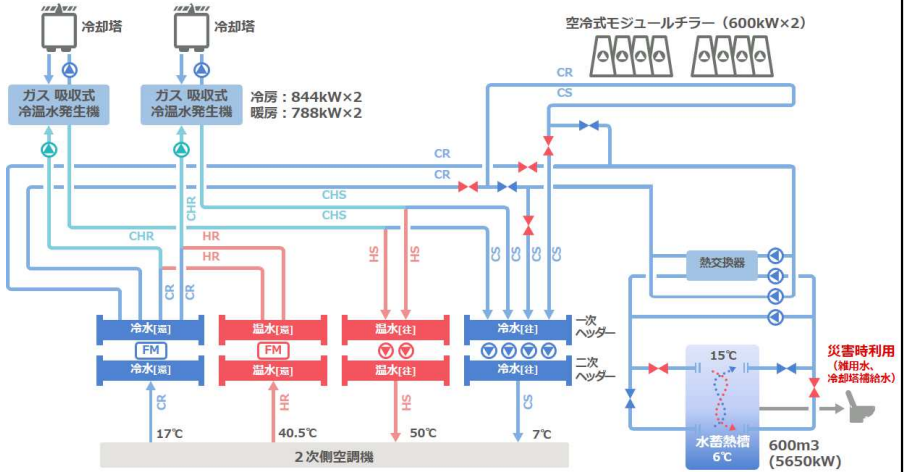 冷却塔
冷却塔
空冷式モジュールチラー（600kW×2）
ガス 吸収式
冷温水発生機
ガス 吸収式
冷温水発生機
冷房：844kW×2
暖房：788kW×2
CR
CS
CR
CR
CHS
CHS
CHR
CHR
HR
HR
CR
CR
HS
HS
CS
CS
CS
CS
熱交換器
冷水[還]
温水[還]
温水[往]
冷水[往]
一次
ヘッダー
FM
FM
冷水[還]
温水[還]
温水[往]
冷水[往]
二次
ヘッダー
CR
HR
HS
CS
17℃
40.5℃
50℃
7℃
2次側空調機
15℃
水蓄熱槽
6℃
600m3
(5650kW)
災害時利用
（雑用水、
冷却塔補給水）